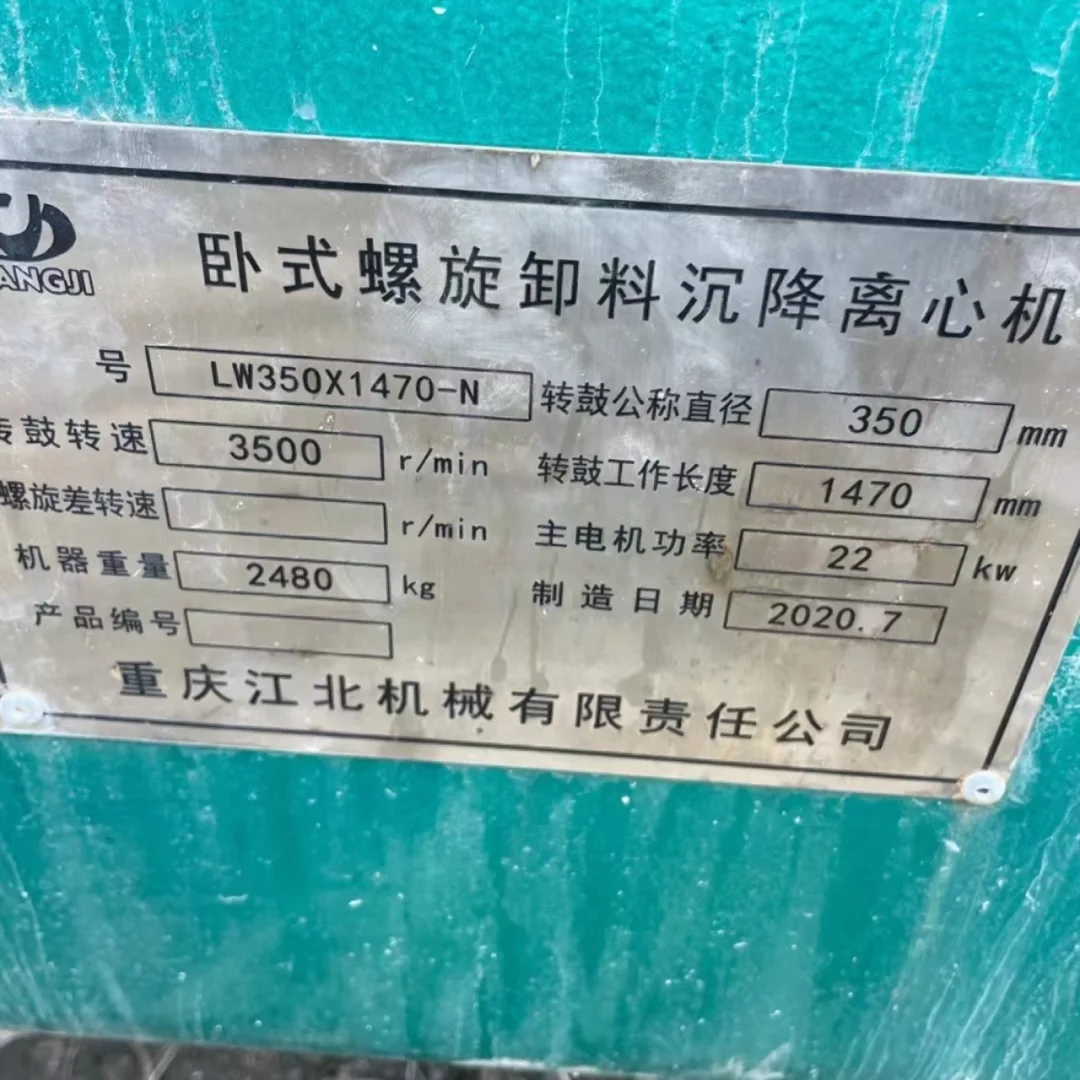 ANGJI
卧式螺旋卸料沉降离心机
号 LW350X1470-N 转鼓公称直径 350 mm
鼓转速 3500 r/min 转鼓工作长度 1470 mm
螺旋差转速 r/min 主电机功率 22 kw
机器重量 2480 kg 制造日期 2020.7
产品编号
重庆江北机械有限责任公司